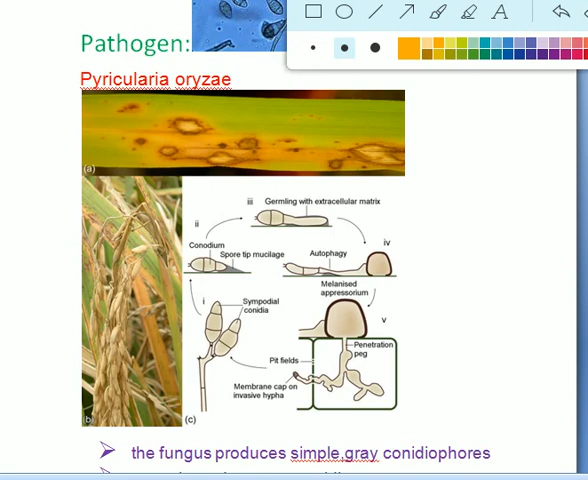 A
Pathogen:
Pyricularia oryzae
(a)
iii Germling with extracellular matrix
ii
iv
Conodium
Spore tip mucilage
Autophagy
Melanised
appressorium
i
Sympodial
conidia
v
Penetration
peg
Pit fields
Membrane cap on
invasive hypha
(b)
(c)
➢ the fungus produces simple,gray conidiophores